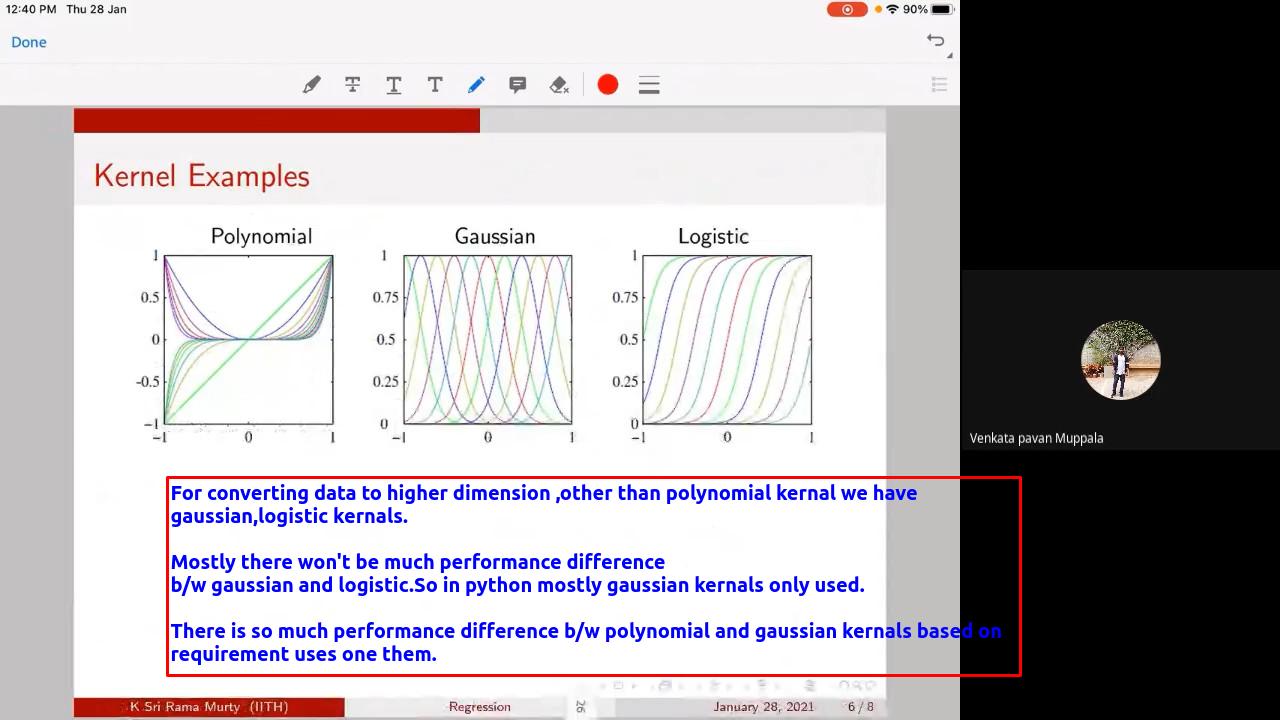 12:40 PM Thu 28 Jan
90%
Done
Kernel Examples
Polynomial
Gaussian
Logistic
1
0.5
0
-0.5
-1
-1
0
1
1
0.75
0.5
0.25
0
-1
0
1
1
0.75
0.5
0.25
0
-1
0
1
Venkata pavan Muppala
For converting data to higher dimension ,other than polynomial kernal we have
gaussian,logistic kernals.
Mostly there won't be much performance difference
b/w gaussian and logistic.So in python mostly gaussian kernals only used.
There is so much performance difference b/w polynomial and gaussian kernals based on
requirement uses one them.
K Sri Rama Murty (IITH)
Regression
26
January 28, 2021
6 / 8